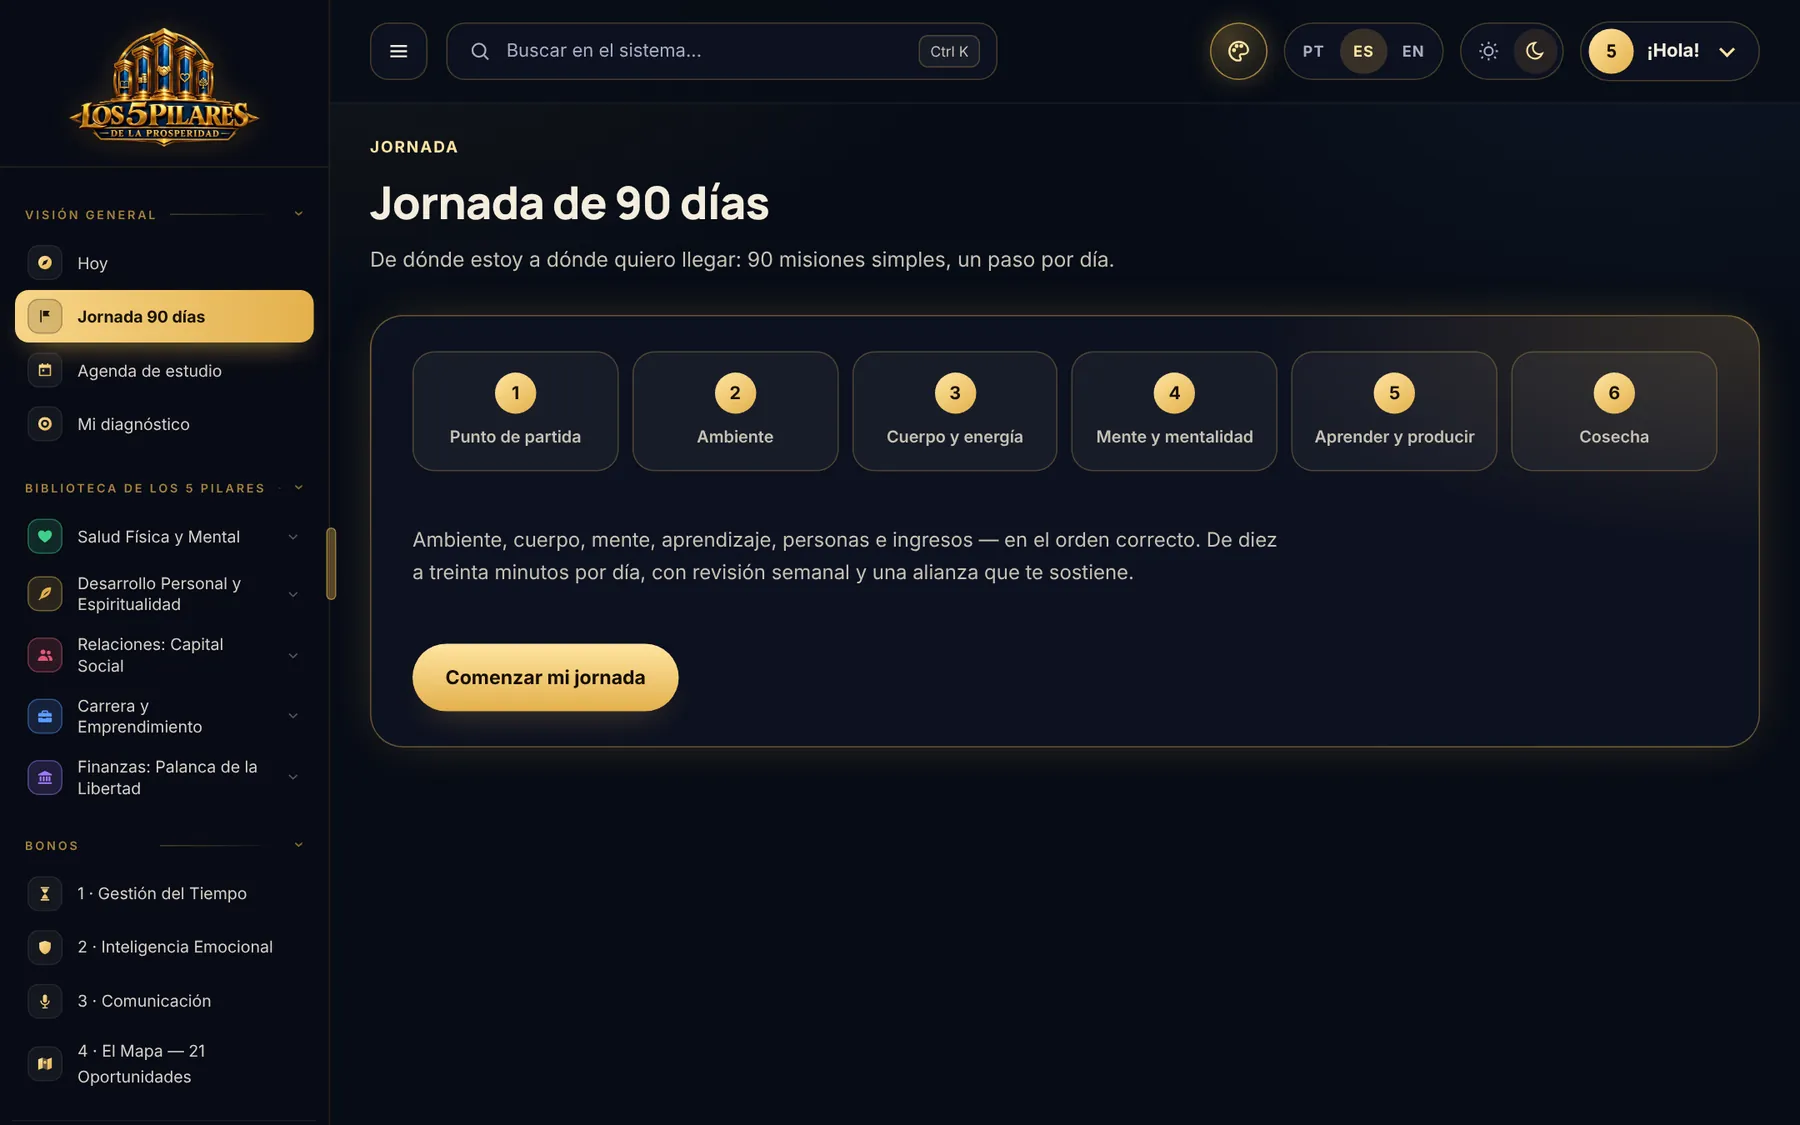 LOS 5 PILARES
DE LA PROSPERIDAD
Buscar en el sistema...
Ctrl K
PT
ES
EN
5
¡Hola!
VISIÓN GENERAL
Hoy
Jornada 90 días
Agenda de estudio
Mi diagnóstico
BIBLIOTECA DE LOS 5 PILARES
Salud Física y Mental
Desarrollo Personal y
Espiritualidad
Relaciones: Capital
Social
Carrera y
Emprendimiento
Finanzas: Palanca de la
Libertad
BONOS
1 · Gestión del Tiempo
2 · Inteligencia Emocional
3 · Comunicación
4 · El Mapa — 21
Oportunidades
JORNADA
Jornada de 90 días
De dónde estoy a dónde quiero llegar: 90 misiones simples, un paso por día.
1
Punto de partida
2
Ambiente
3
Cuerpo y energía
4
Mente y mentalidad
5
Aprender y producir
6
Cosecha
Ambiente, cuerpo, mente, aprendizaje, personas e ingresos — en el orden correcto. De diez
a treinta minutos por día, con revisión semanal y una alianza que te sostiene.
Comenzar mi jornada